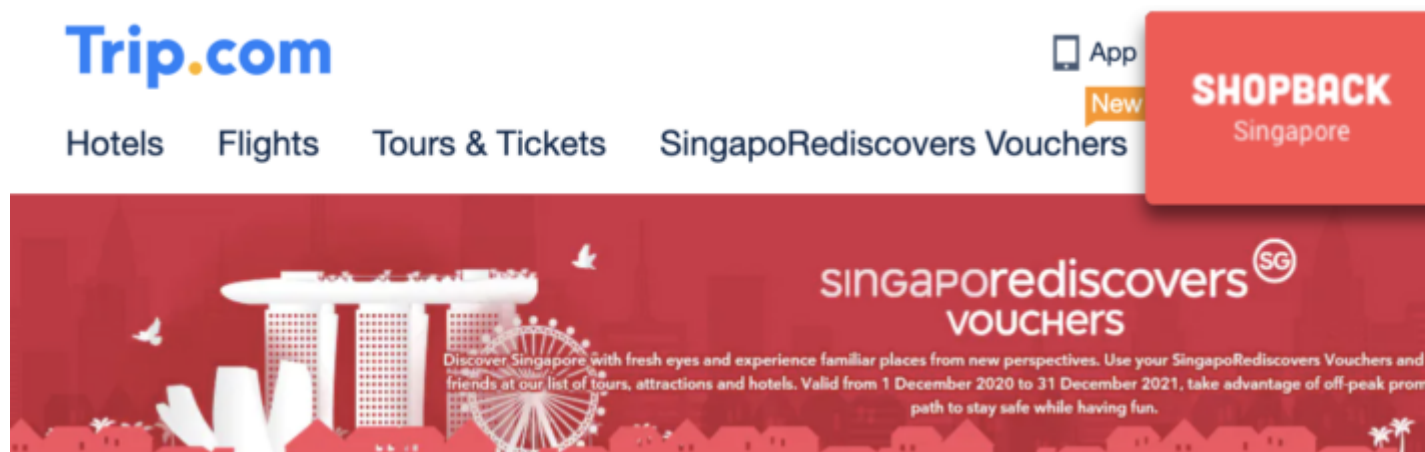 Trip.com
App
SHOPBACK
Singapore
New
Hotels Flights Tours & Tickets SingapoRediscovers Vouchers
SINGAPOrediscovers SG
VOUCHers
Discover Singapore with fresh eyes and experience familiar places from new perspectives. Use your SingapoRediscovers Vouchers and
friends at our list of tours, attractions and hotels. Valid from 1 December 2020 to 31 December 2021, take advantage of off-peak prom
path to stay safe while having fun.